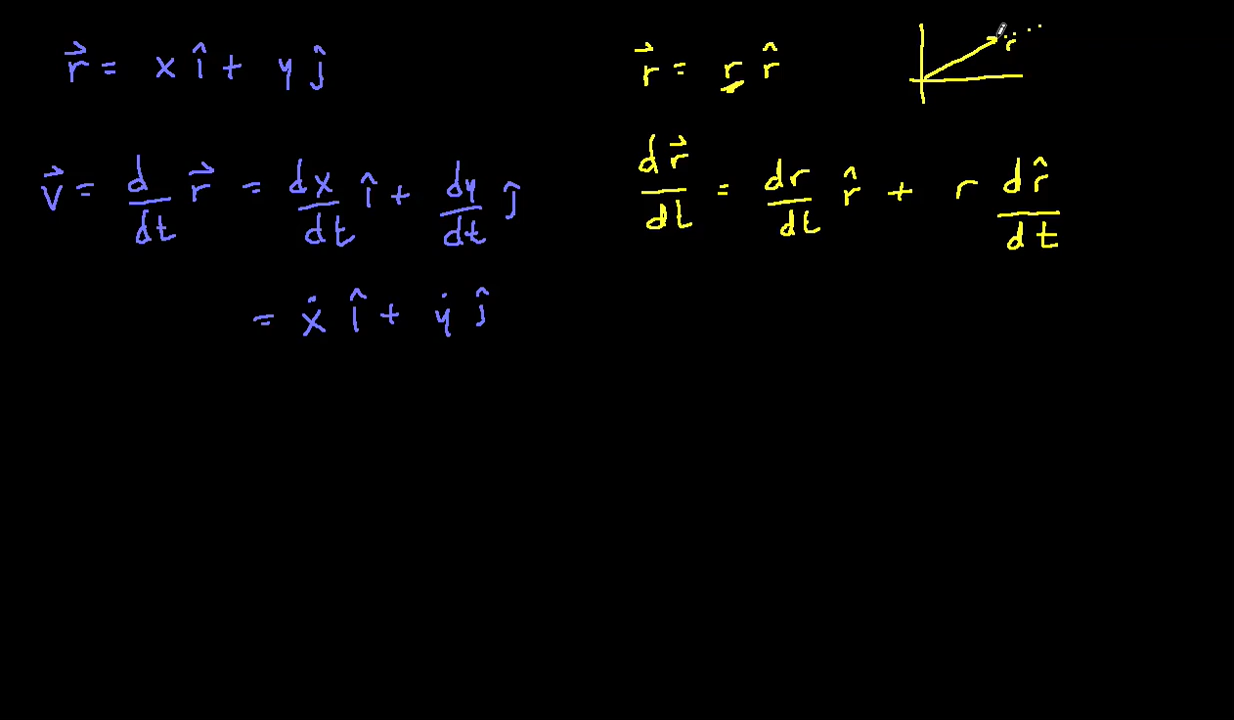 r⃗ = x î + y ĵ
v⃗ = d/dt r⃗ = dx/dt î + dy/dt ĵ
= ẋ î + ẏ ĵ
r⃗ = r r̂
r
dr⃗/dt = dr/dt r̂ + r dr̂/dt